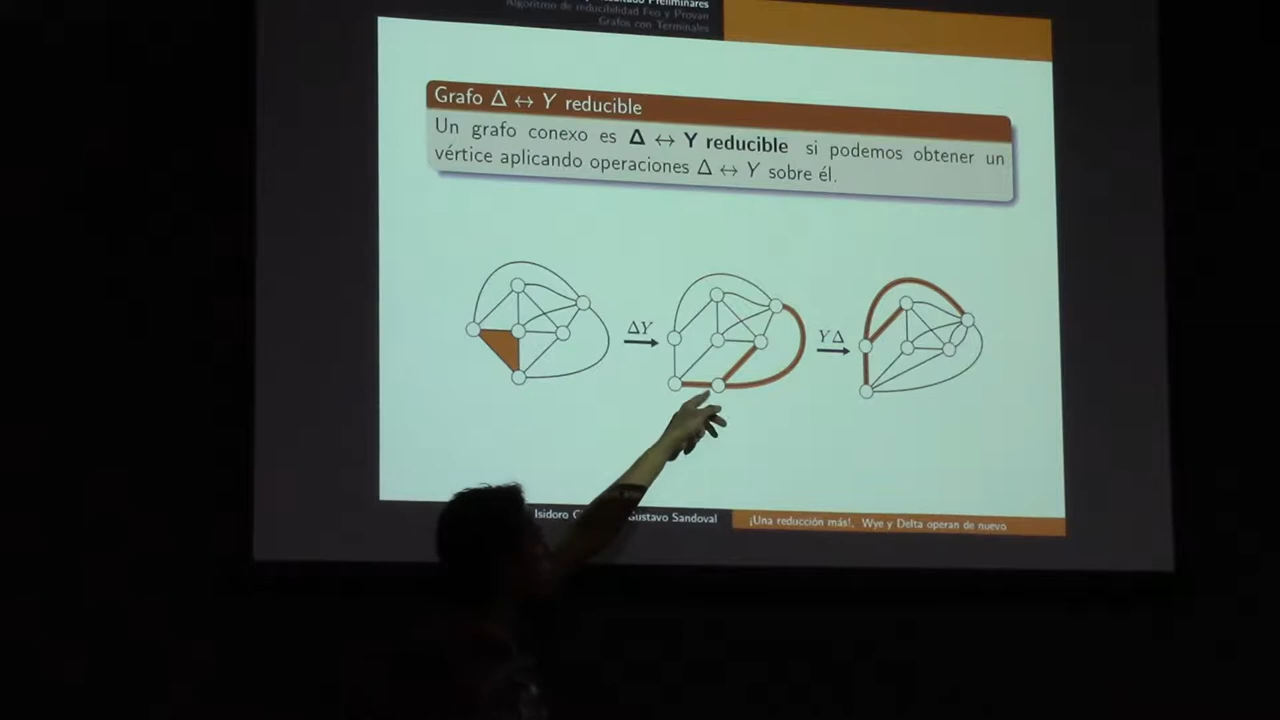 Resultado Preliminares
Algoritmo de reducibilidad Feo y Provan
Grafos con Terminales
Grafo Δ ↔ Y reducible
Un grafo conexo es Δ ↔ Y reducible si podemos obtener un
vértice aplicando operaciones Δ ↔ Y sobre él.
ΔY
YΔ
Isidoro Gustavo Sandoval
¡Una reducción más!. Wye y Delta operan de nuevo